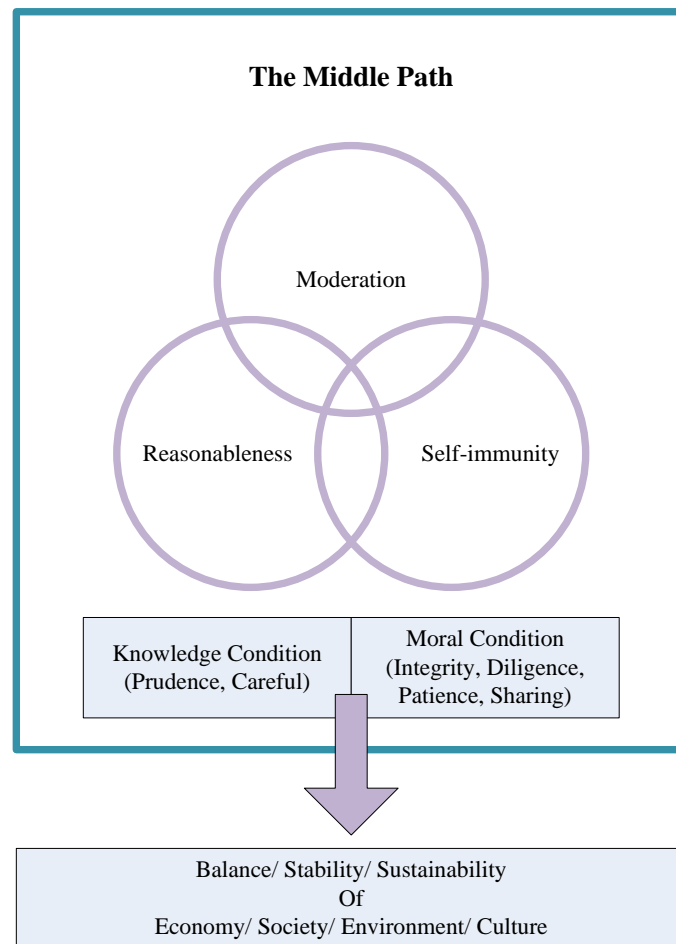 The Middle Path
Moderation
Reasonableness
Self-immunity
Knowledge Condition
(Prudence, Careful)
Moral Condition
(Integrity, Diligence,
Patience, Sharing)
Balance/ Stability/ Sustainability
Of
Economy/ Society/ Environment/ Culture